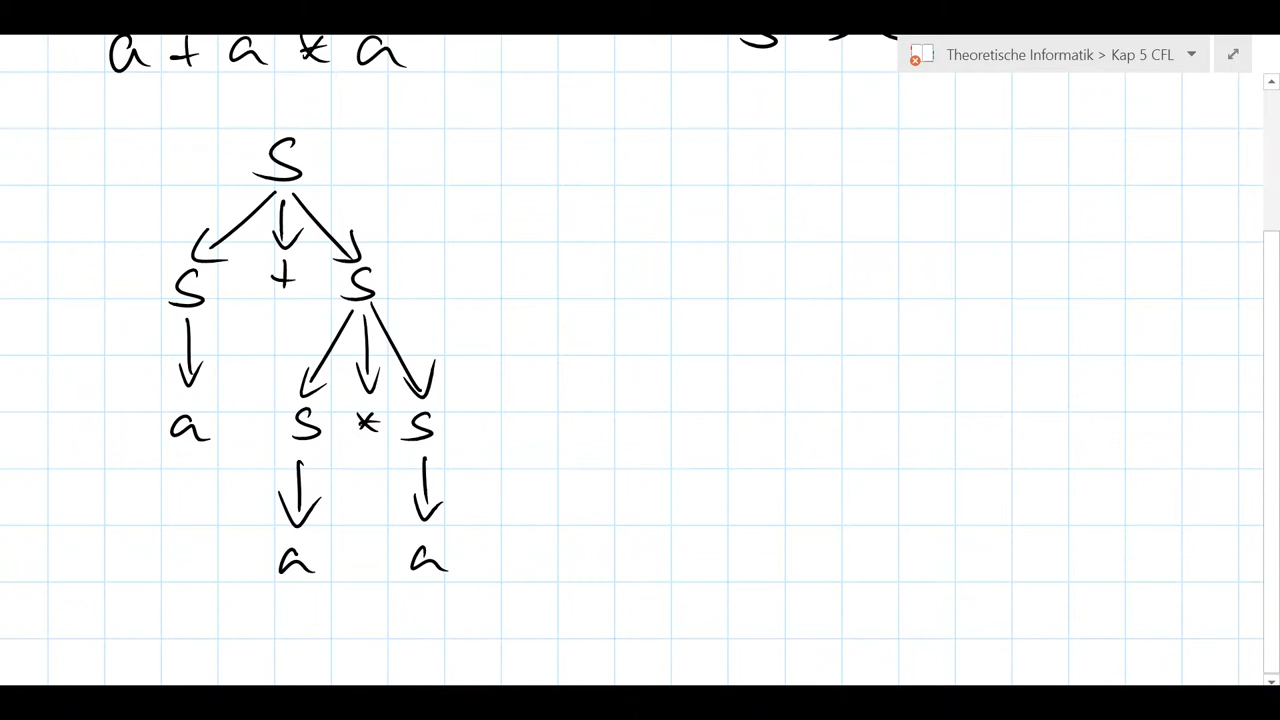 a + a * a
Theoretische Informatik > Kap 5 CFL
S
S + S
a S * S
a a